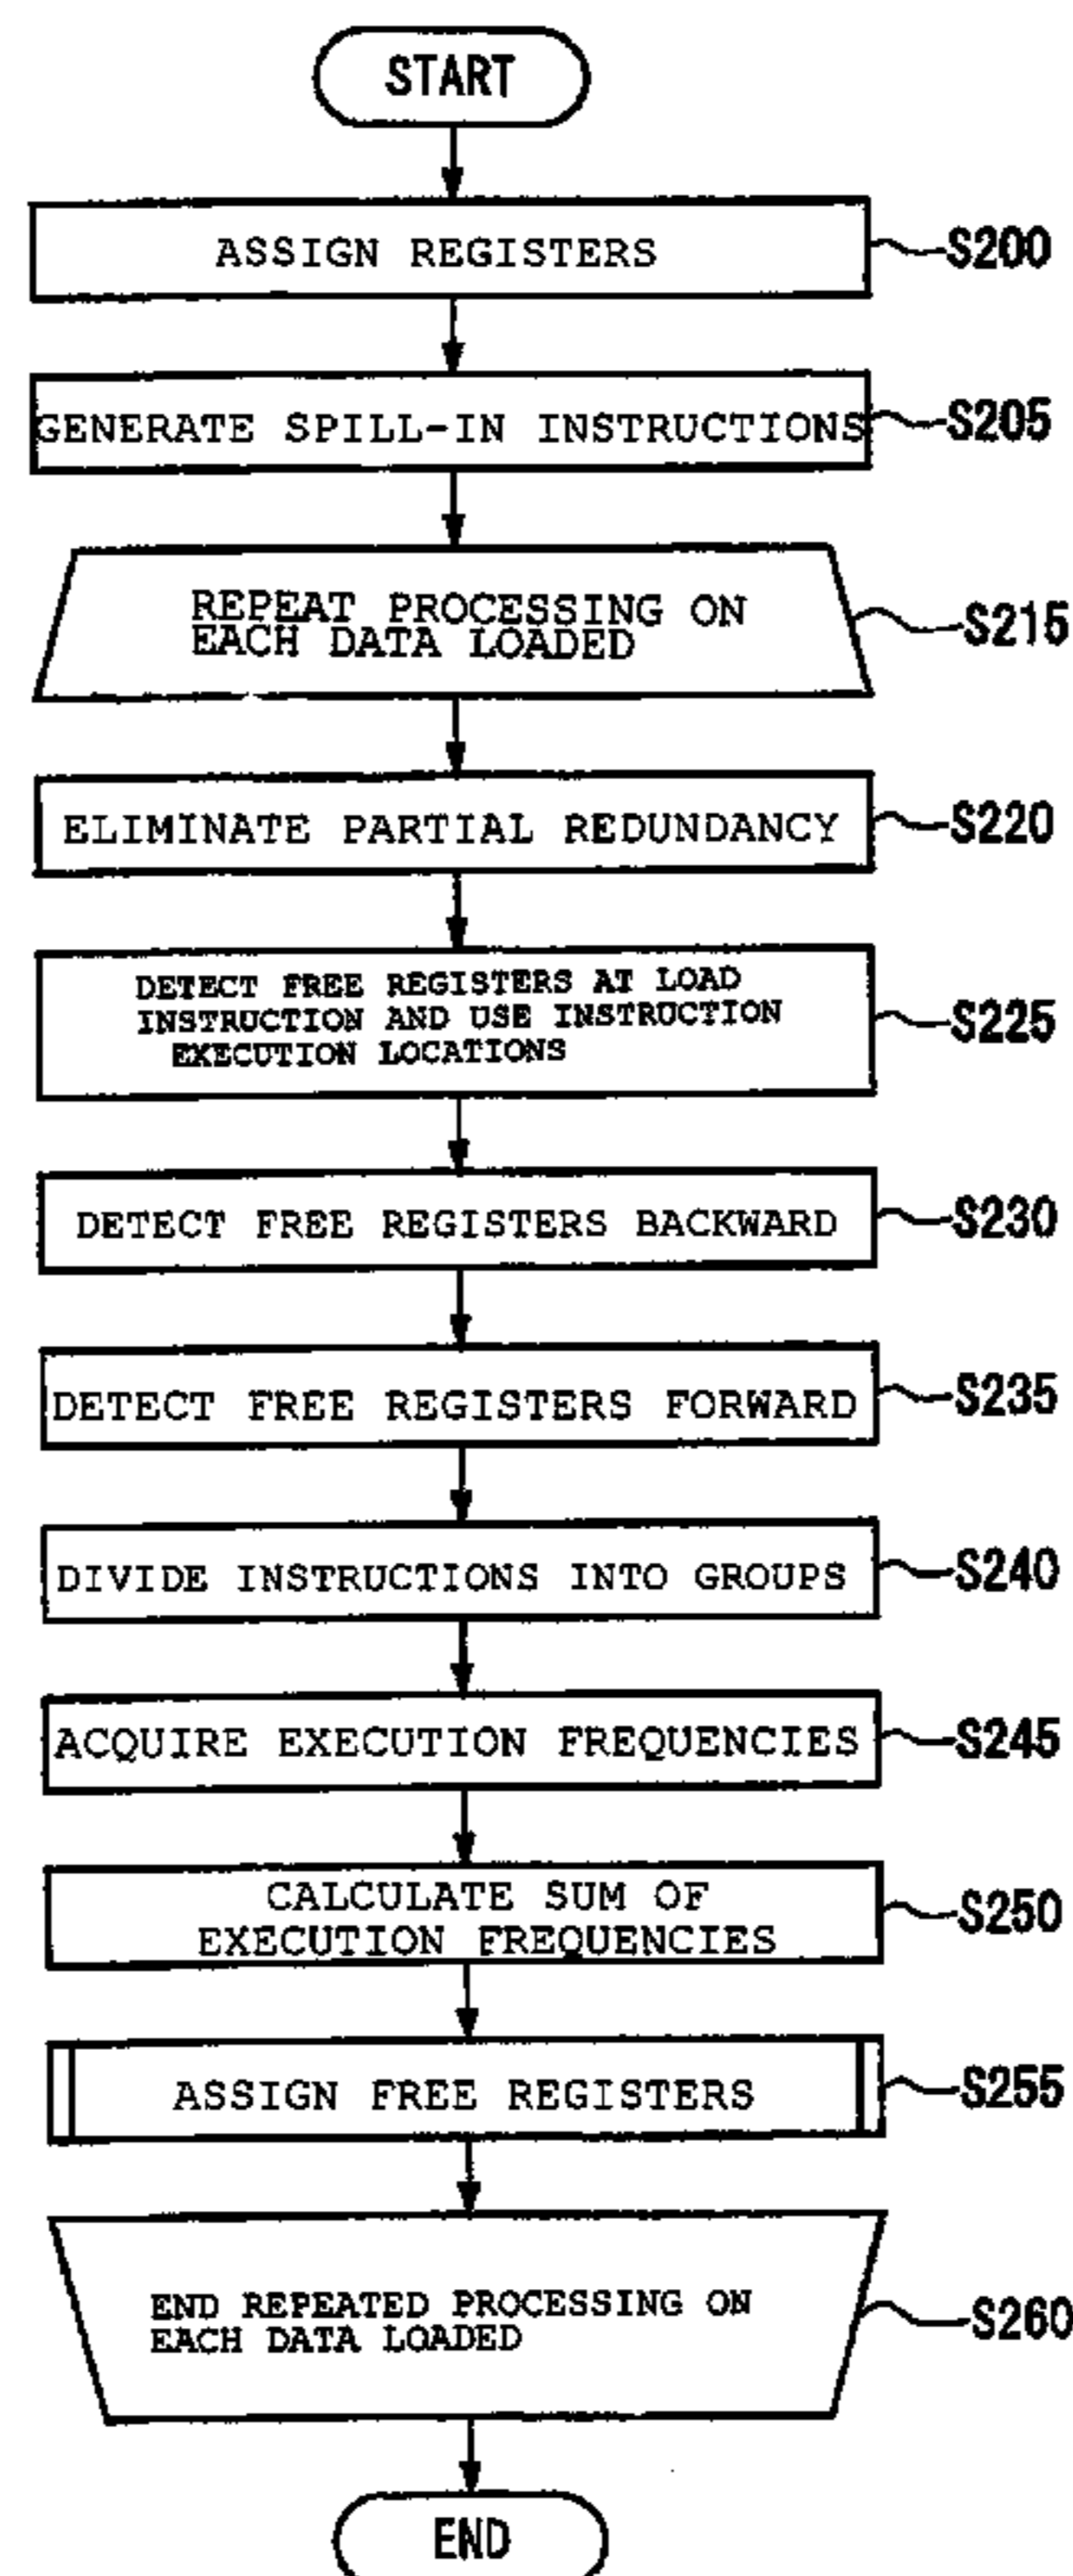 START
ASSIGN REGISTERS
S200
GENERATE SPILL-IN INSTRUCTIONS
S205
REPEAT PROCESSING ON
EACH DATA LOADED
S215
ELIMINATE PARTIAL REDUNDANCY
S220
DETECT FREE REGISTERS AT LOAD
INSTRUCTION AND USE INSTRUCTION
EXECUTION LOCATIONS
S225
DETECT FREE REGISTERS BACKWARD
S230
DETECT FREE REGISTERS FORWARD
S235
DIVIDE INSTRUCTIONS INTO GROUPS
S240
ACQUIRE EXECUTION FREQUENCIES
S245
CALCULATE SUM OF
EXECUTION FREQUENCIES
S250
ASSIGN FREE REGISTERS
S255
END REPEATED PROCESSING ON
EACH DATA LOADED
S260
END